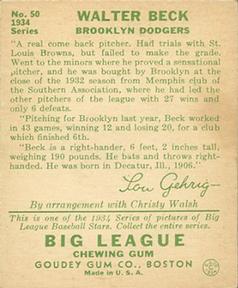 No. 50
1934
Series
WALTER BECK
BROOKLYN DODGERS
"A real come back pitcher. Had trials with St.
Louis Browns, but failed to make the grade.
Went to the minors where he proved a sensational
pitcher, and he was bought by Brooklyn at the
close of the 1932 season from Memphis club of
the Southern Association, where he had led the
other pitchers of the league with 27 wins and
only 6 defeats.
"Pitching for Brooklyn last year, Beck worked
in 43 games, winning 12 and losing 20, for a club
which finished 6th.
"Beck is a right-hander, 6 feet, 2 inches tall,
weighing 190 pounds. He bats and throws right-
handed. He was born in Decatur, Ill., 1906."
Lou Gehrig
By arrangement with Christy Walsh
This is one of the 1934 Series of pictures of Big
League Baseball Stars. Collect the entire series.
BIG LEAGUE
CHEWING GUM
GOUDEY GUM CO., BOSTON
Made in U. S. A.